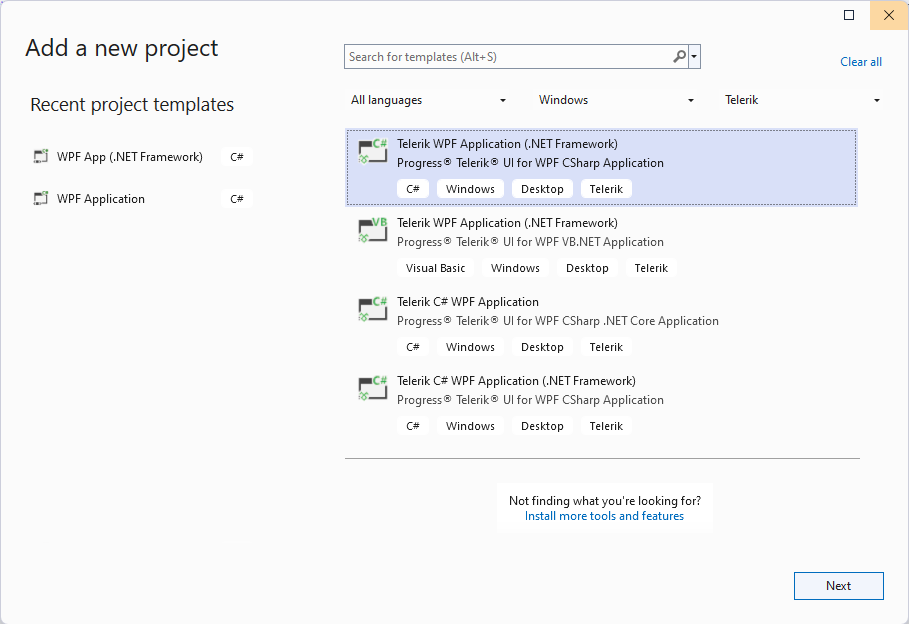 Add a new project
Search for templates (Alt+S)
Clear all
Recent project templates
All languages
Windows
Telerik
WPF App (.NET Framework)
C#
WPF Application
C#
C#
Telerik WPF Application (.NET Framework)
Progress® Telerik® UI for WPF CSharp Application
C# Windows Desktop Telerik
VB
Telerik WPF Application (.NET Framework)
Progress® Telerik® UI for WPF VB.NET Application
Visual Basic Windows Desktop Telerik
C#
Telerik C# WPF Application
Progress® Telerik® UI for WPF CSharp .NET Core Application
C# Windows Desktop Telerik
C#
Telerik C# WPF Application (.NET Framework)
Progress® Telerik® UI for WPF CSharp Application
C# Windows Desktop Telerik
Not finding what you're looking for?
Install more tools and features
Next